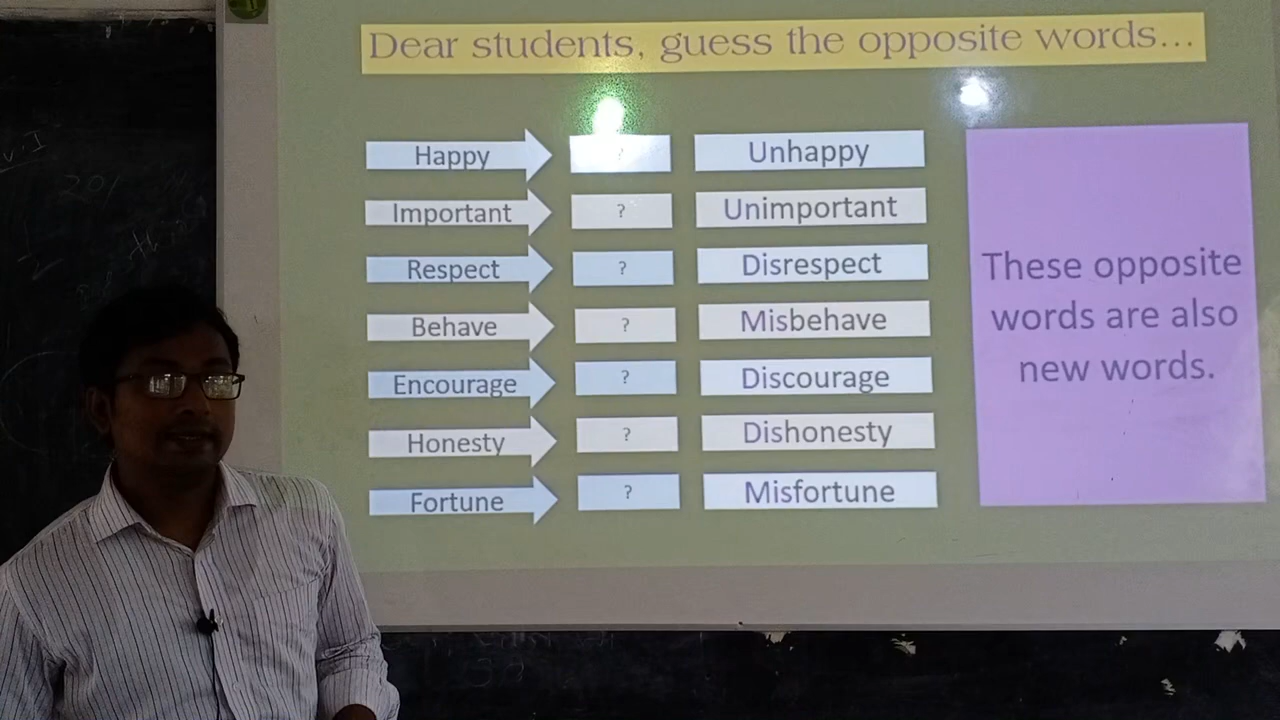 Dear students, guess the opposite words...
Happy ? Unhappy
Important ? Unimportant
Respect ? Disrespect
Behave ? Misbehave
Encourage ? Discourage
Honesty ? Dishonesty
Fortune ? Misfortune
These opposite
words are also
new words.